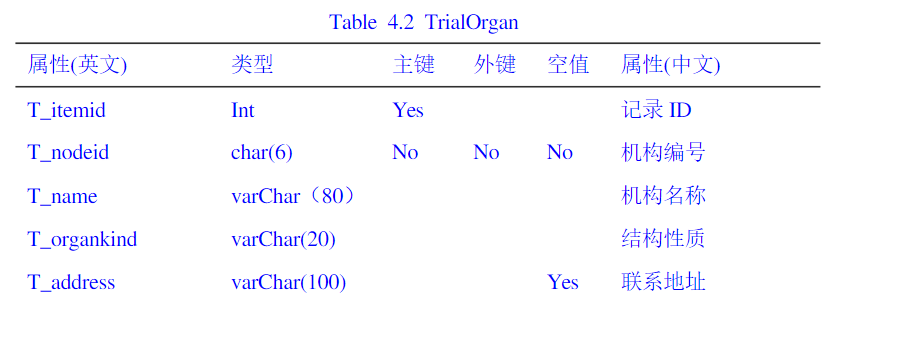 Table 4.2 TrialOrgan
属性(英文) 类型 主键 外键 空值 属性(中文)
T_itemid Int Yes 记录 ID
T_nodeid char(6) No No No 机构编号
T_name varChar（80） 机构名称
T_organkind varChar(20) 结构性质
T_address varChar(100) Yes 联系地址